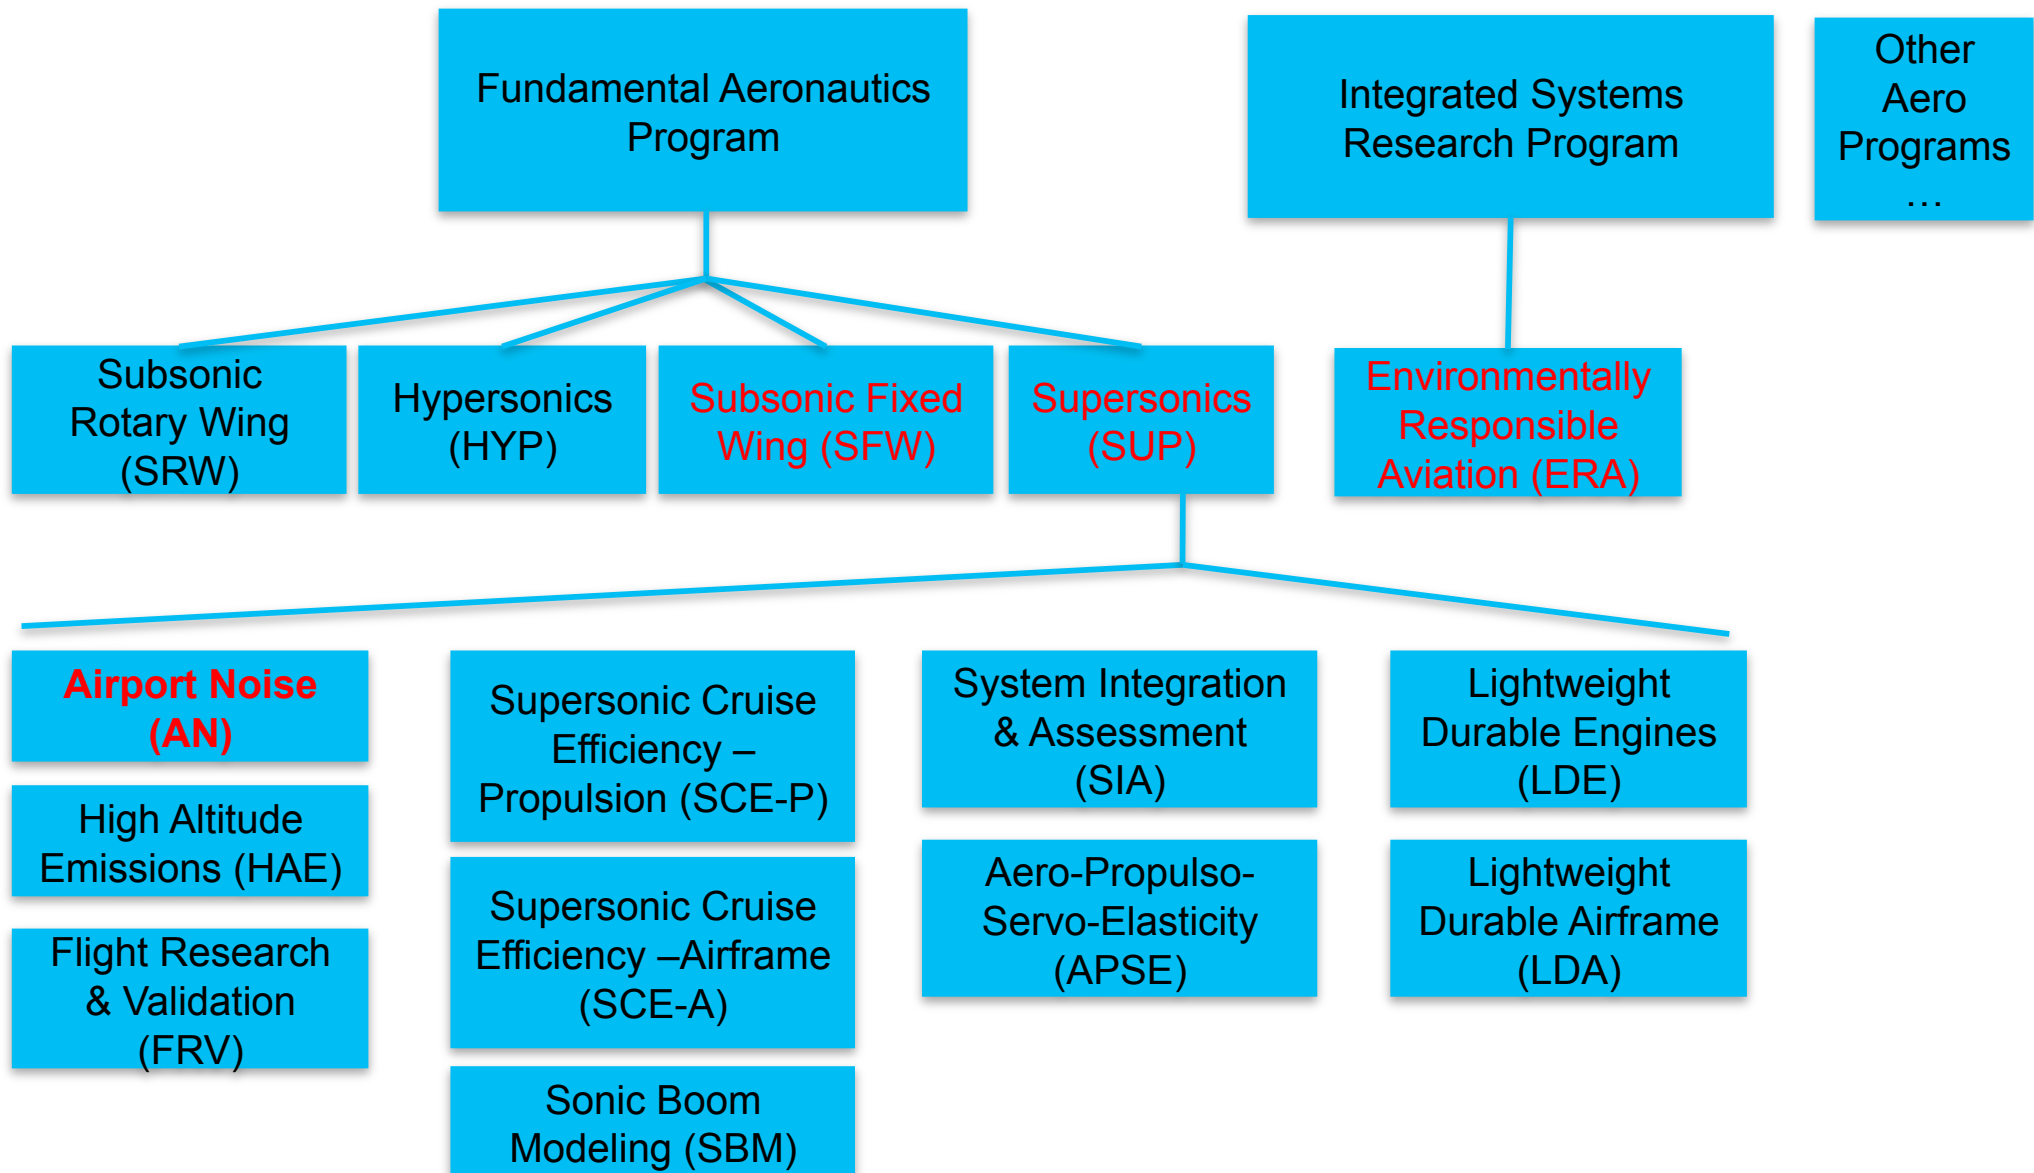 Fundamental Aeronautics
Program
Integrated Systems
Research Program
Other
Aero
Programs
…
Subsonic
Rotary Wing
(SRW)
Hypersonics
(HYP)
Subsonic Fixed
Wing (SFW)
Supersonics
(SUP)
Environmentally
Responsible
Aviation (ERA)
Airport Noise
(AN)
High Altitude
Emissions (HAE)
Flight Research
& Validation
(FRV)
Supersonic Cruise
Efficiency –
Propulsion (SCE-P)
Supersonic Cruise
Efficiency –Airframe
(SCE-A)
Sonic Boom
Modeling (SBM)
System Integration
& Assessment
(SIA)
Aero-Propulso-
Servo-Elasticity
(APSE)
Lightweight
Durable Engines
(LDE)
Lightweight
Durable Airframe
(LDA)